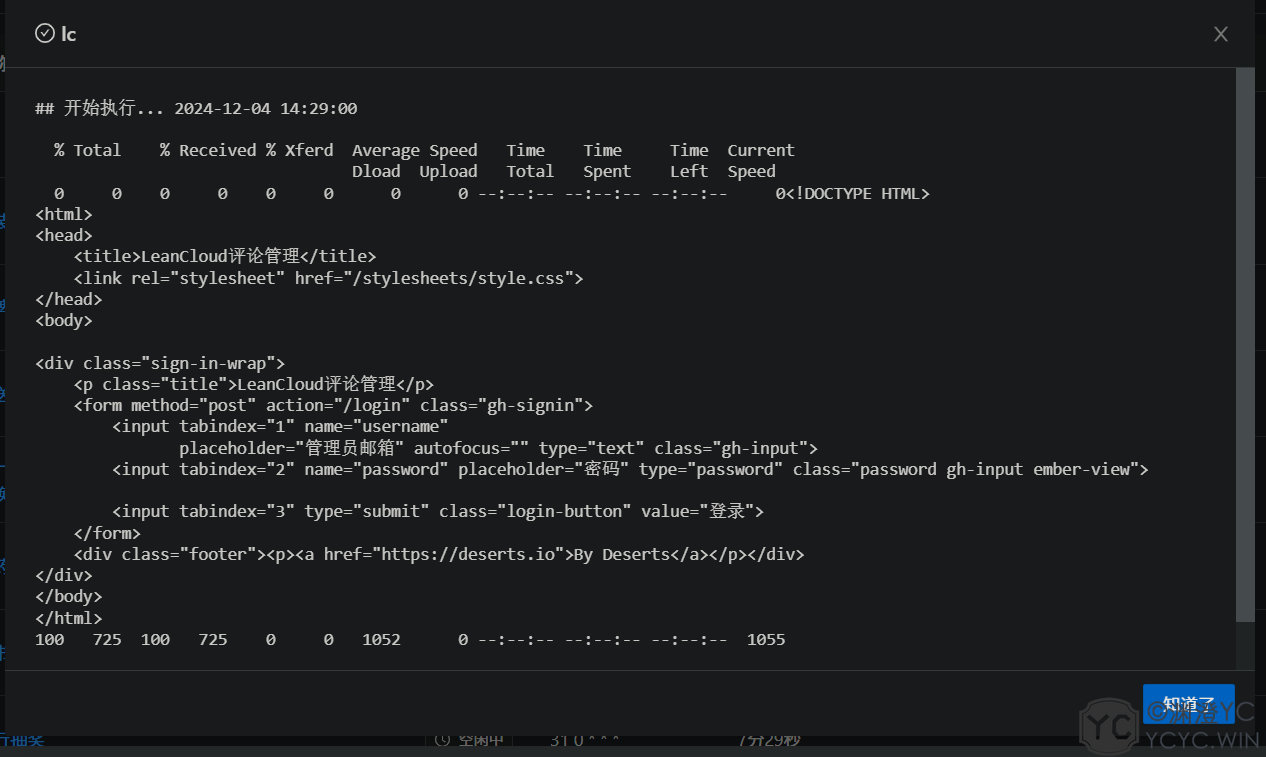 lc
X
## 开始执行... 2024-12-04 14:29:00
% Total % Received % Xferd Average Speed Time Time Time Current
Dload Upload Total Spent Left Speed
0 0 0 0 0 0 0 0 --:--:-- --:--:-- --:--:-- 0<!DOCTYPE HTML>
<html>
<head>
<title>LeanCloud评论管理</title>
<link rel="stylesheet" href="/stylesheets/style.css">
</head>
<body>
<div class="sign-in-wrap">
<p class="title">LeanCloud评论管理</p>
<form method="post" action="/login" class="gh-signin">
<input tabindex="1" name="username"
placeholder="管理员邮箱" autofocus="" type="text" class="gh-input">
<input tabindex="2" name="password" placeholder="密码" type="password" class="password gh-input ember-view">
<input tabindex="3" type="submit" class="login-button" value="登录">
</form>
<div class="footer"><p><a href="https://deserts.io">By Deserts</a></p></div>
</div>
</body>
</html>
100 725 100 725 0 0 1052 0 --:--:-- --:--:-- --:--:-- 1055
知道了
YC
YCYC.WIN
空闲中
31 0 * * *
7分29秒